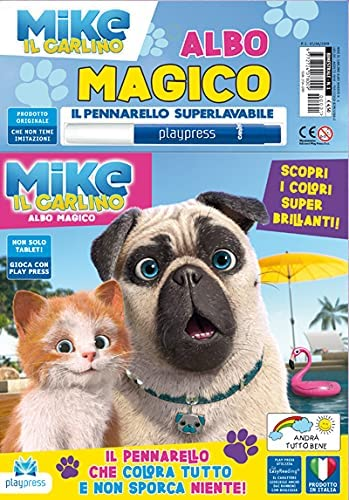 MiKe
IL CARLINO
ALBO
MAGICO
IL PENNARELLO SUPERLAVABILE
PRODOTTO
ORIGINALE
CHE NON TEME
IMITAZIONI
playpress
MiKe
IL CARLINO
ALBO MAGICO
NON SOLO
TABLET!
GIOCA CON
PLAY PRESS
SCOPRI
I COLORI
SUPER
BRILLANTI!
ANDRÀ
TUTTO BENE
IL PENNARELLO
CHE COLORA TUTTO
E NON SPORCA NIENTE!
playpress
PLAY PRESS
UTILIZZA
EasyReading
PRODOTTO
IN ITALIA